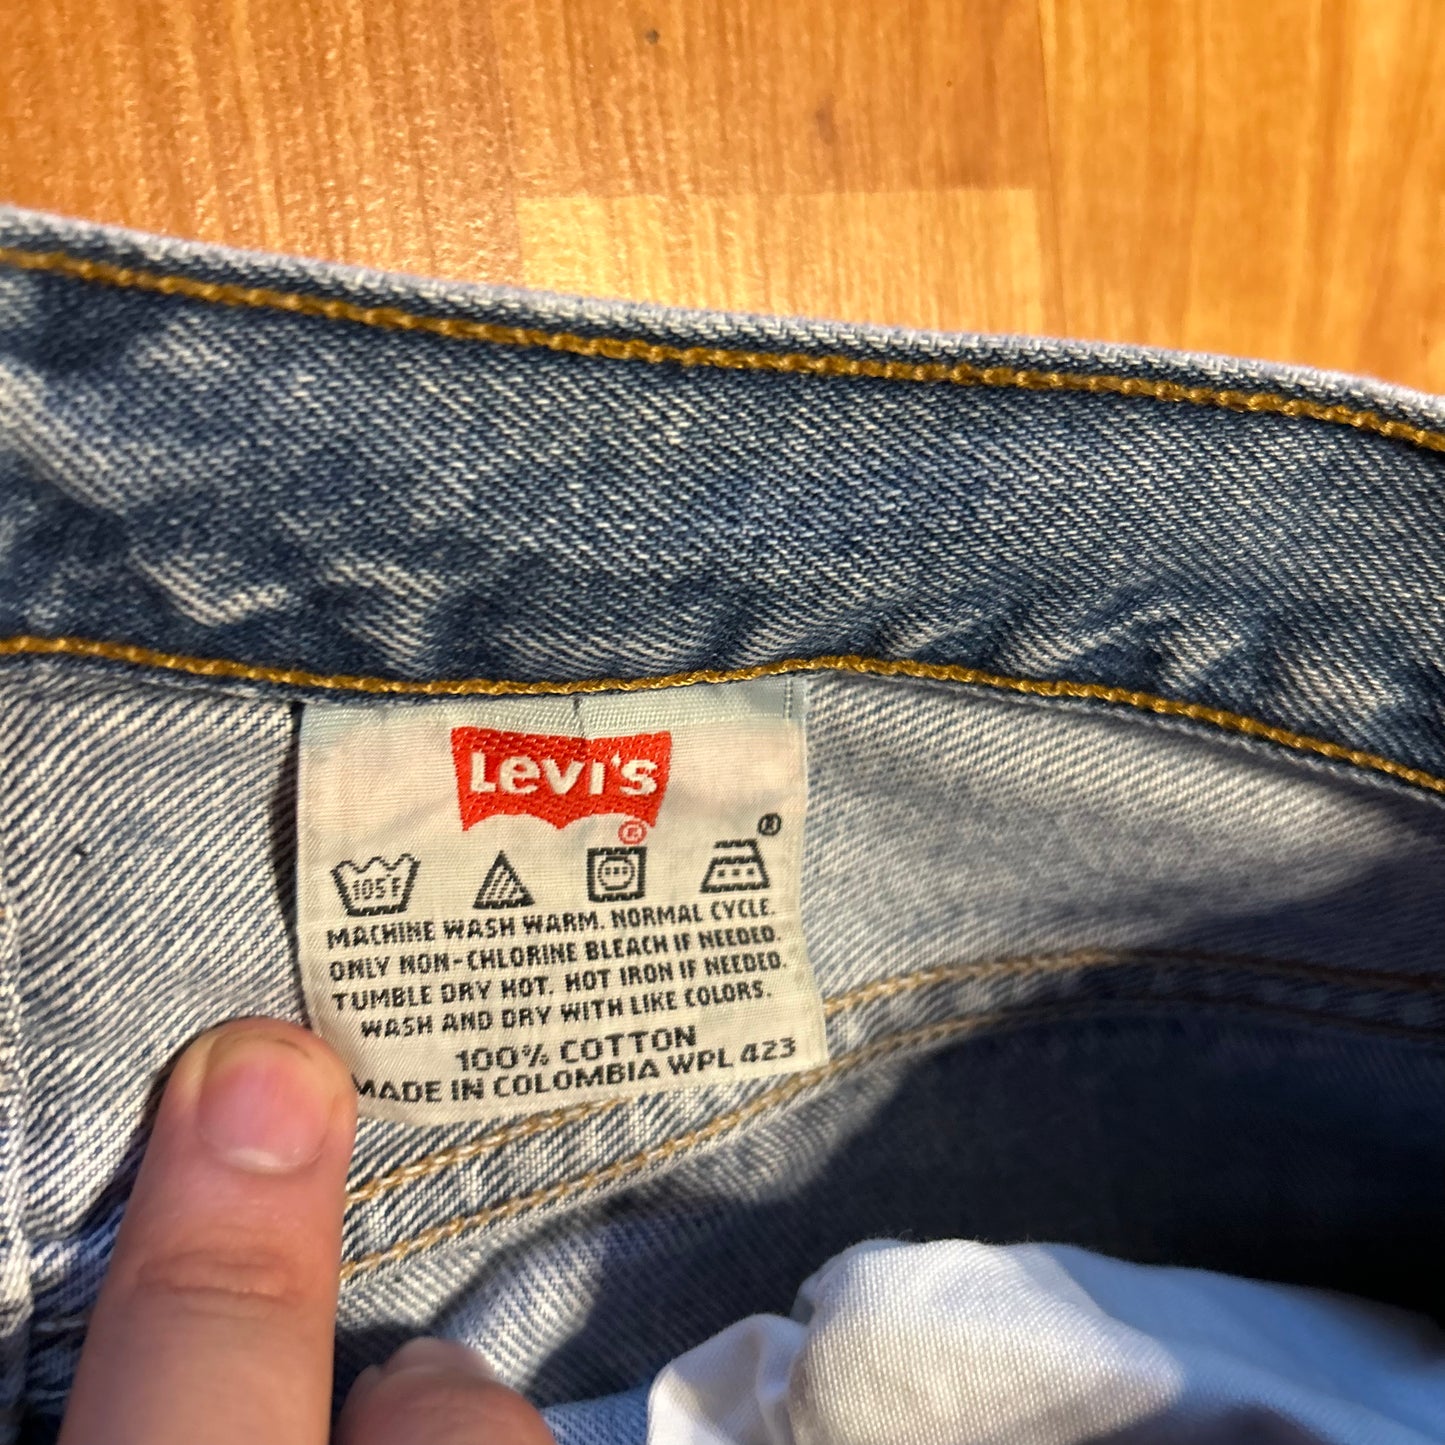 Levi's
®
®
105F
MACHINE WASH WARM. NORMAL CYCLE.
ONLY NON-CHLORINE BLEACH IF NEEDED.
TUMBLE DRY HOT. HOT IRON IF NEEDED.
WASH AND DRY WITH LIKE COLORS.
100% COTTON
MADE IN COLOMBIA WPL 423